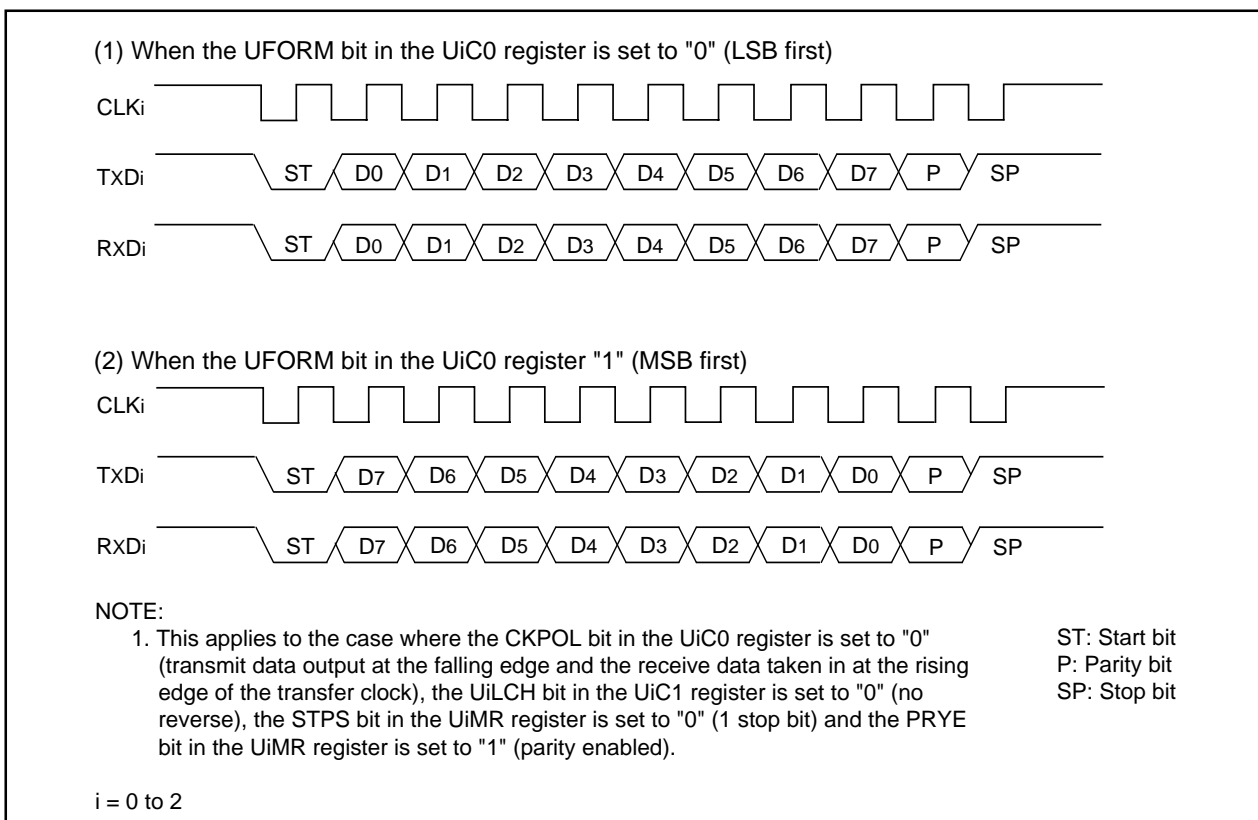 (1) When the UFORM bit in the UiC0 register is set to "0" (LSB first)
CLKi
TXDi ST D0 D1 D2 D3 D4 D5 D6 D7 P SP
RXDi ST D0 D1 D2 D3 D4 D5 D6 D7 P SP
(2) When the UFORM bit in the UiC0 register "1" (MSB first)
CLKi
TXDi ST D7 D6 D5 D4 D3 D2 D1 D0 P SP
RXDi ST D7 D6 D5 D4 D3 D2 D1 D0 P SP
NOTE:
1. This applies to the case where the CKPOL bit in the UiC0 register is set to "0"
(transmit data output at the falling edge and the receive data taken in at the rising
edge of the transfer clock), the UiLCH bit in the UiC1 register is set to "0" (no
reverse), the STPS bit in the UiMR register is set to "0" (1 stop bit) and the PRYE
bit in the UiMR register is set to "1" (parity enabled).
ST: Start bit
P: Parity bit
SP: Stop bit
i = 0 to 2